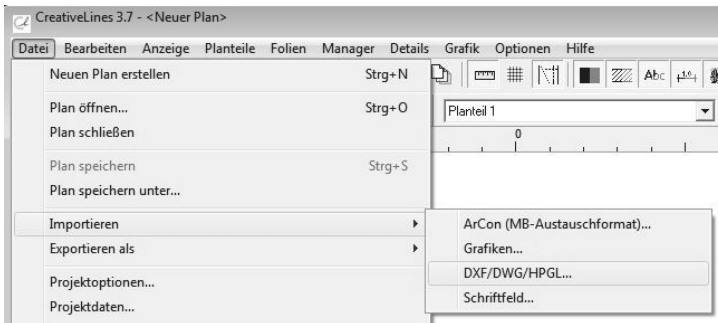 CreativeLines 3.7 - <Neuer Plan>
Datei Bearbeiten Anzeige Planteile Folien Manager Details Grafik Optionen Hilfe
Neuen Plan erstellen Strg+N
Abc
Plan öffnen... Strg+O
Planteil 1
Plan schließen
0
Plan speichern Strg+S
Plan speichern unter...
Importieren
ArCon (MB-Austauschformat)...
Exportieren als
Grafiken...
DXF/DWG/HPGL...
Projektoptionen...
Schriftfeld...
Projektdaten...